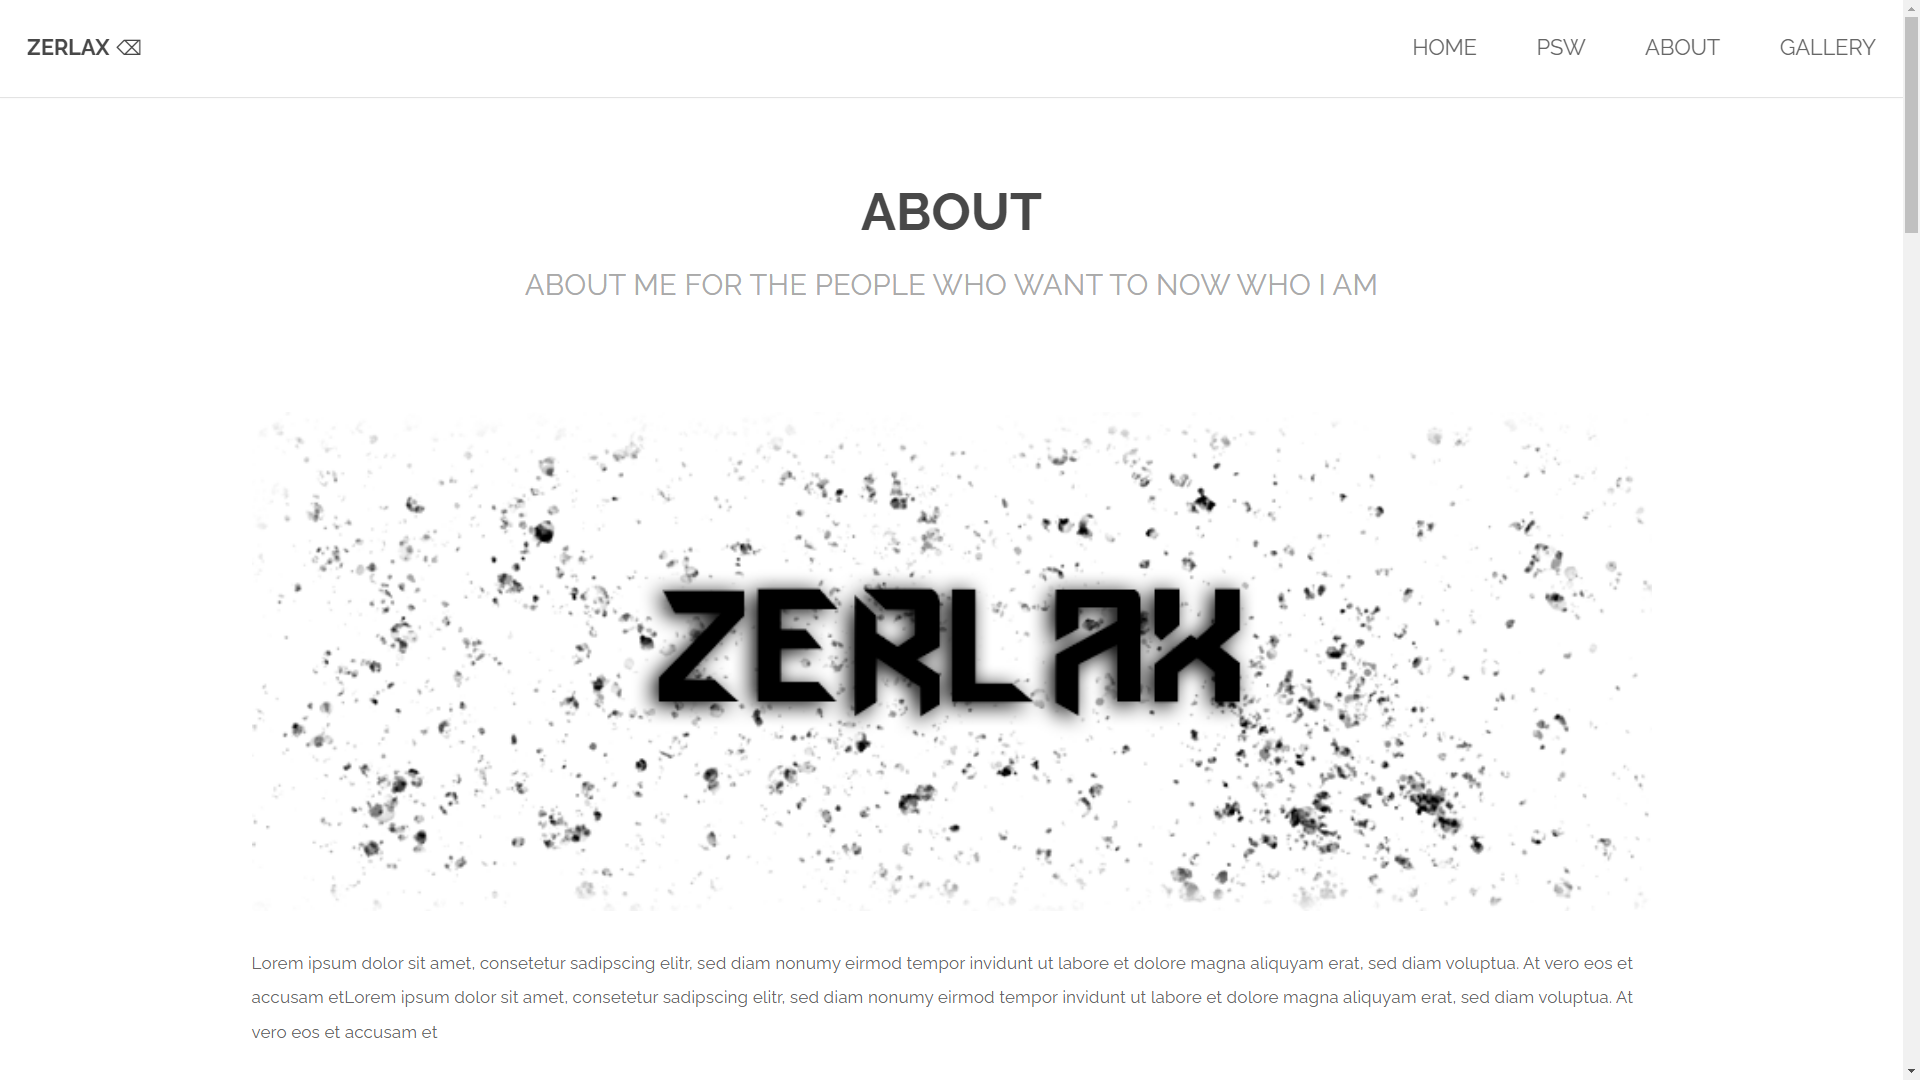 ZERLAX ⌫
HOME
PSW
ABOUT
GALLERY
ABOUT
ABOUT ME FOR THE PEOPLE WHO WANT TO NOW WHO I AM
ZERLAX
Lorem ipsum dolor sit amet, consetetur sadipscing elitr, sed diam nonumy eirmod tempor invidunt ut labore et dolore magna aliquyam erat, sed diam voluptua. At vero eos et
accusam etLorem ipsum dolor sit amet, consetetur sadipscing elitr, sed diam nonumy eirmod tempor invidunt ut labore et dolore magna aliquyam erat, sed diam voluptua. At
vero eos et accusam et